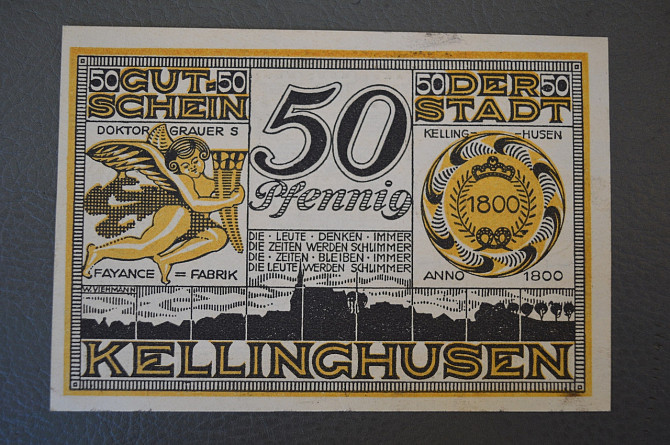 50 GUT- 50
SCHEIN
DOKTOR GRAUER S
FAYANCE = FABRIK
W.VIEHMANN
50
Pfennig
DIE · LEUTE · DENKEN · IMMER
DIE ZEITEN WERDEN SCHLIMMER
DIE · ZEITEN · BLEIBEN · IMMER
DIE LEUTE WERDEN SCHLIMMER
50 DER 50
STADT
KELLING- HUSEN
1800
ANNO 1800
KELLINGHUSEN